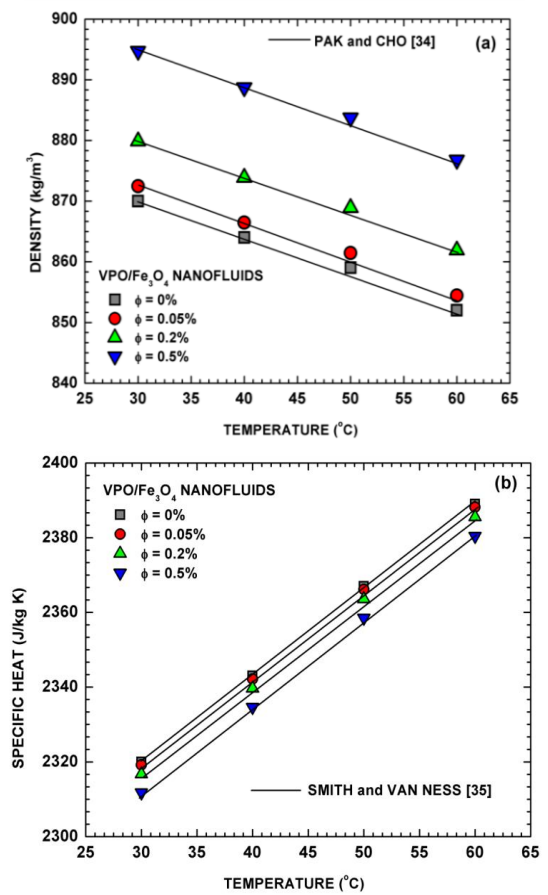 900
890
880
870
860
850
840
DENSITY (kg/m³)
PAK and CHO [34]
(a)
VPO/Fe₃O₄ NANOFLUIDS
ϕ = 0%
ϕ = 0.05%
ϕ = 0.2%
ϕ = 0.5%
25 30 35 40 45 50 55 60 65
TEMPERATURE (°C)
2400
2380
2360
2340
2320
2300
SPECIFIC HEAT (J/kg K)
(b)
VPO/Fe₃O₄ NANOFLUIDS
ϕ = 0%
ϕ = 0.05%
ϕ = 0.2%
ϕ = 0.5%
SMITH and VAN NESS [35]
25 30 35 40 45 50 55 60 65
TEMPERATURE (°C)